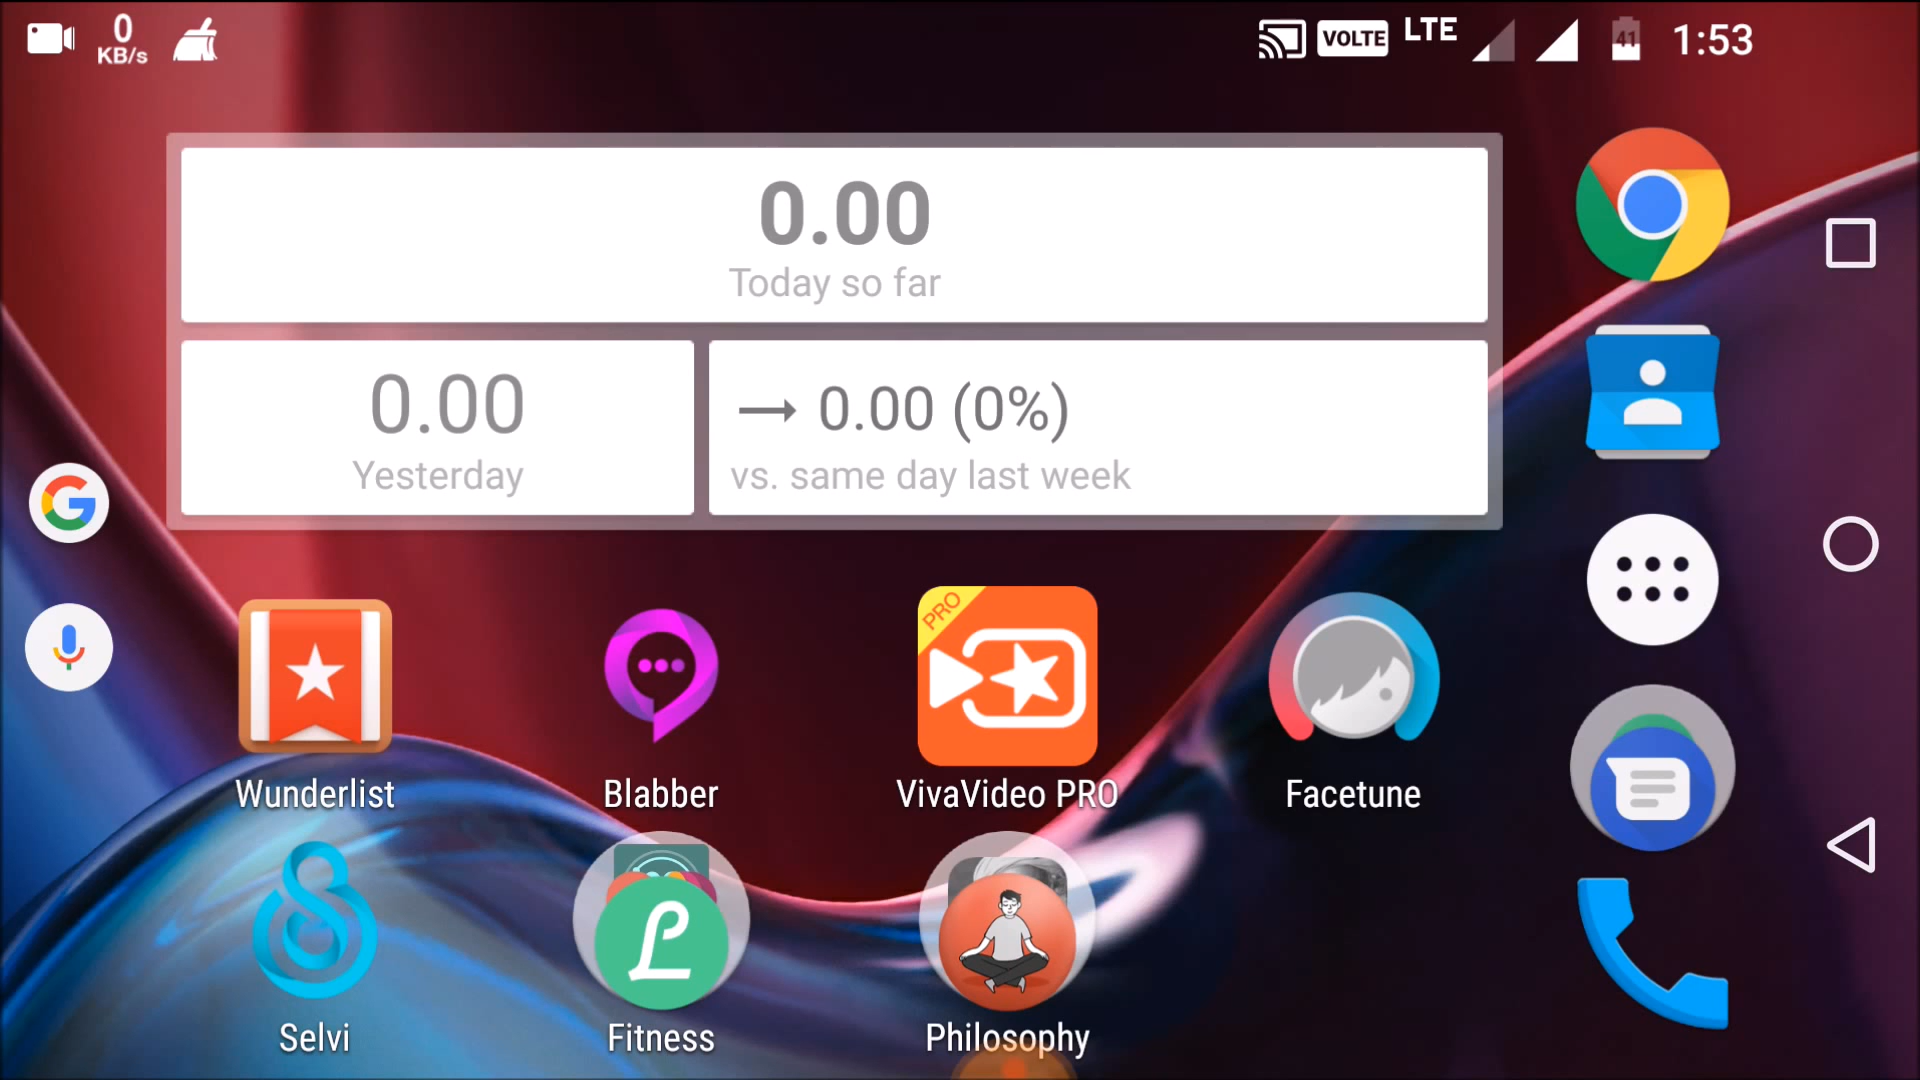 0
KB/s
VOLTE
LTE
41
1:53
0.00
Today so far
0.00
Yesterday
→ 0.00 (0%)
vs. same day last week
PRO
Wunderlist
Blabber
VivaVideo PRO
Facetune
Selvi
Fitness
Philosophy